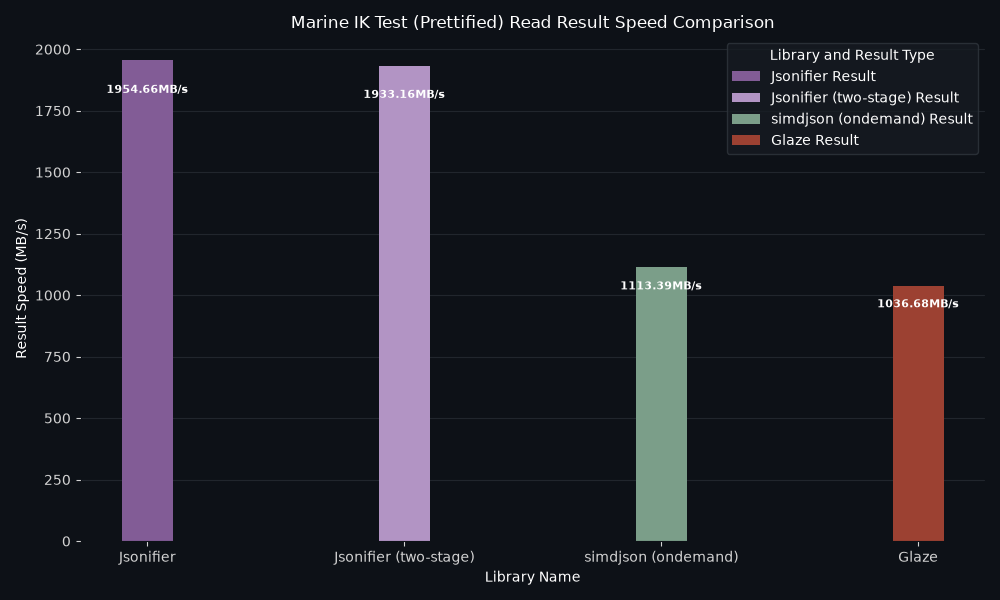 Marine IK Test (Prettified) Read Result Speed Comparison
Library and Result Type
Jsonifier Result
Jsonifier (two-stage) Result
simdjson (ondemand) Result
Glaze Result
Result Speed (MB/s)
2000
1750
1500
1250
1000
750
500
250
0
1954.66MB/s
1933.16MB/s
1113.39MB/s
1036.68MB/s
Jsonifier
Jsonifier (two-stage)
simdjson (ondemand)
Glaze
Library Name